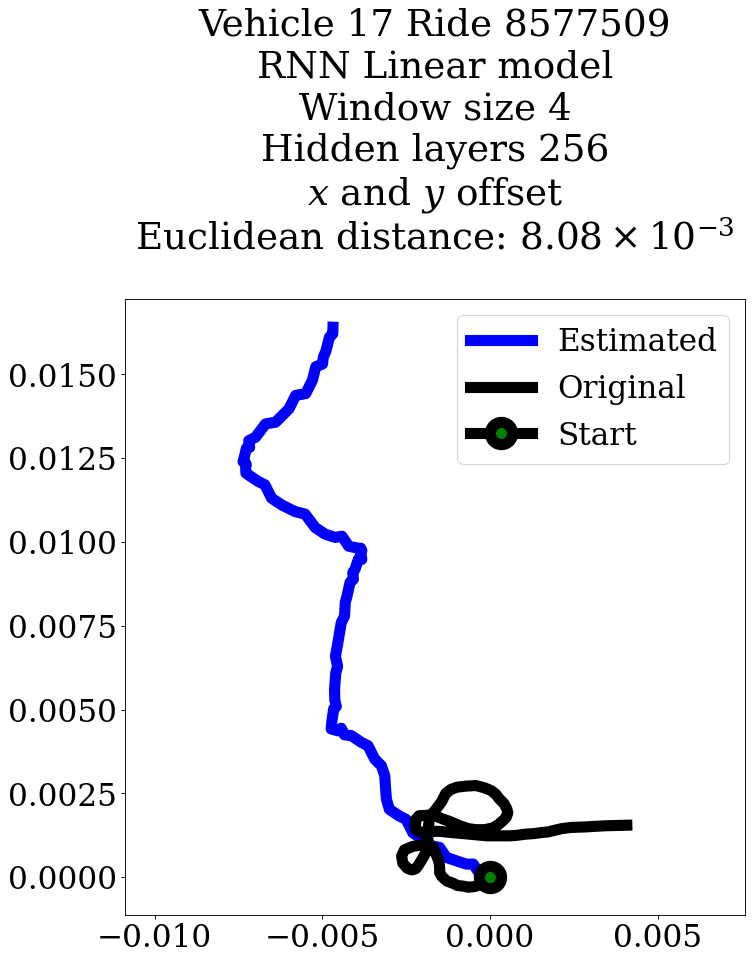 Vehicle 17 Ride 8577509
RNN Linear model
Window size 4
Hidden layers 256
x and y offset
Euclidean distance: 8.08 × 10⁻³
Estimated
Original
Start
0.0150
0.0125
0.0100
0.0075
0.0050
0.0025
0.0000
−0.010 −0.005 0.000 0.005